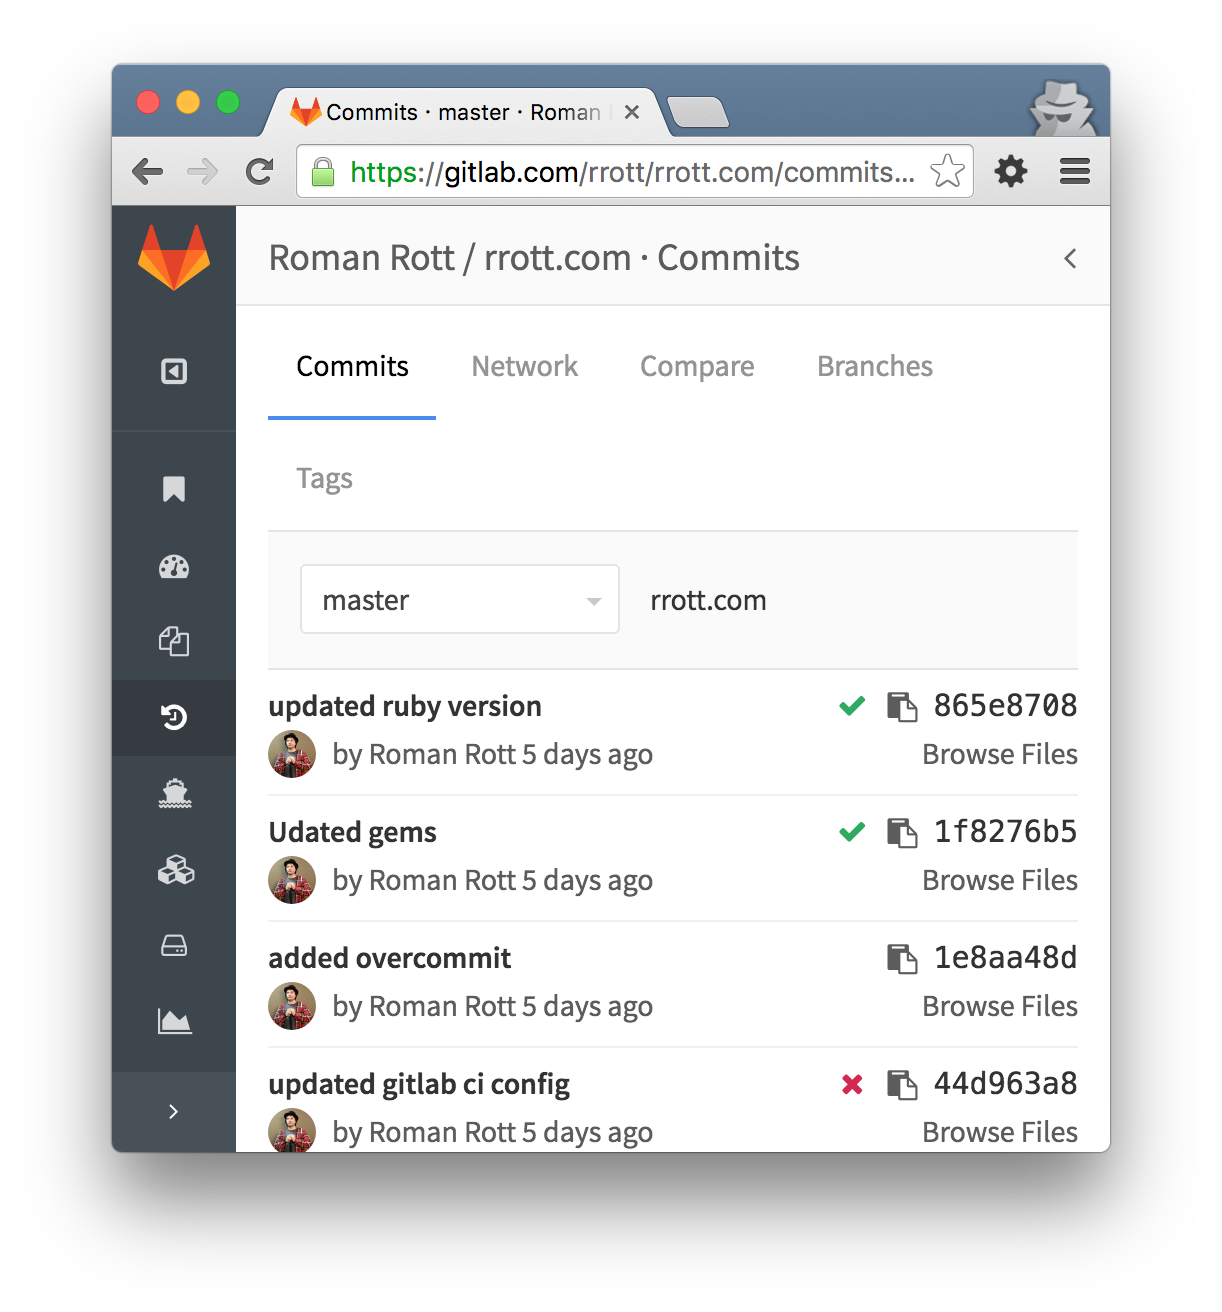 Commits · master · Roman
https://gitlab.com/rrott/rrott.com/commits...
Roman Rott / rrott.com · Commits
Commits Network Compare Branches
Tags
master rrott.com
updated ruby version 865e8708
by Roman Rott 5 days ago Browse Files
Udated gems 1f8276b5
by Roman Rott 5 days ago Browse Files
added overcommit 1e8aa48d
by Roman Rott 5 days ago Browse Files
updated gitlab ci config 44d963a8
by Roman Rott 5 days ago Browse Files